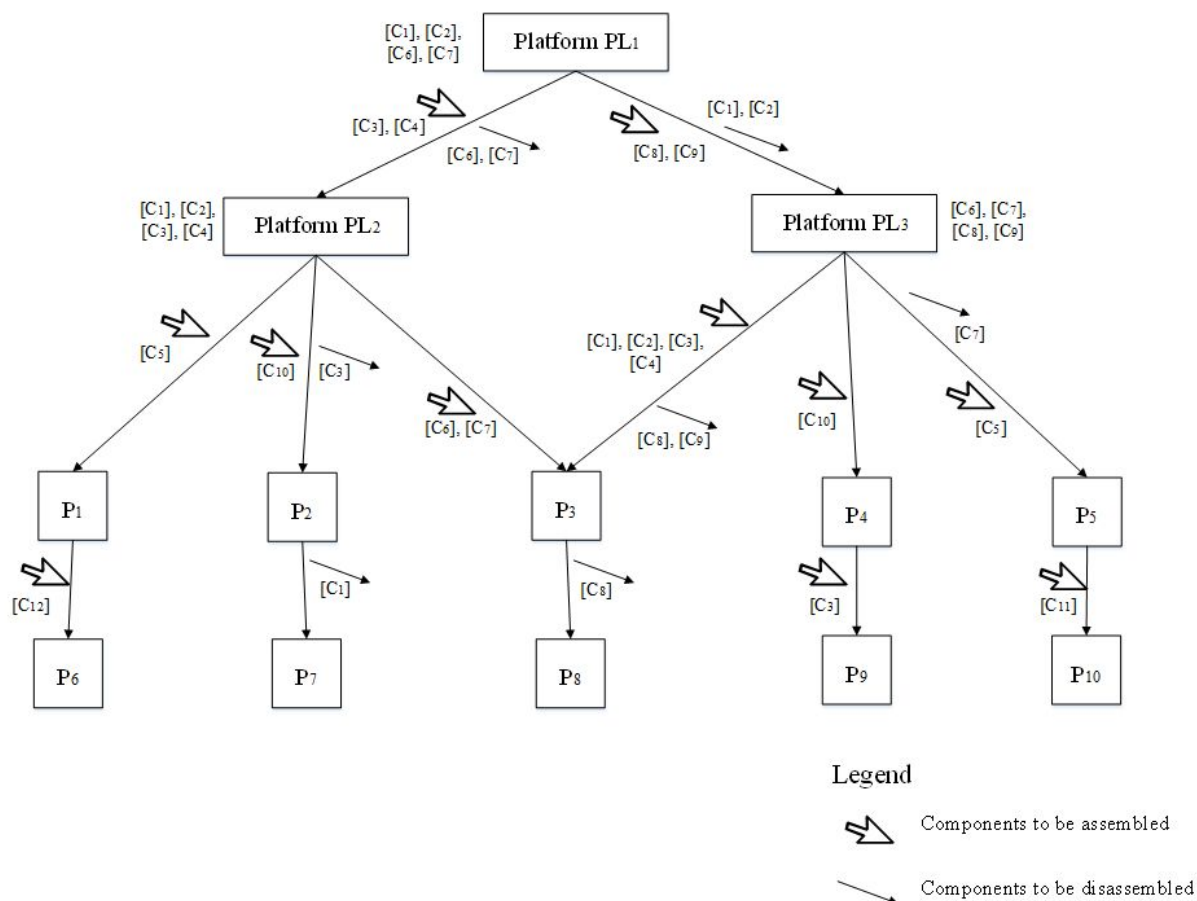 [C1], [C2],
[C6], [C7]
Platform PL1
[C3], [C4]
[C6], [C7]
[C8], [C9]
[C1], [C2]
[C1], [C2],
[C3], [C4]
Platform PL2
Platform PL3
[C6], [C7],
[C8], [C9]
[C5]
[C10]
[C3]
[C6], [C7]
[C1], [C2], [C3],
[C4]
[C8], [C9]
[C10]
[C7]
[C5]
P1
P2
P3
P4
P5
[C12]
[C1]
[C8]
[C3]
[C11]
P6
P7
P8
P9
P10
Legend
Components to be assembled
Components to be disassembled